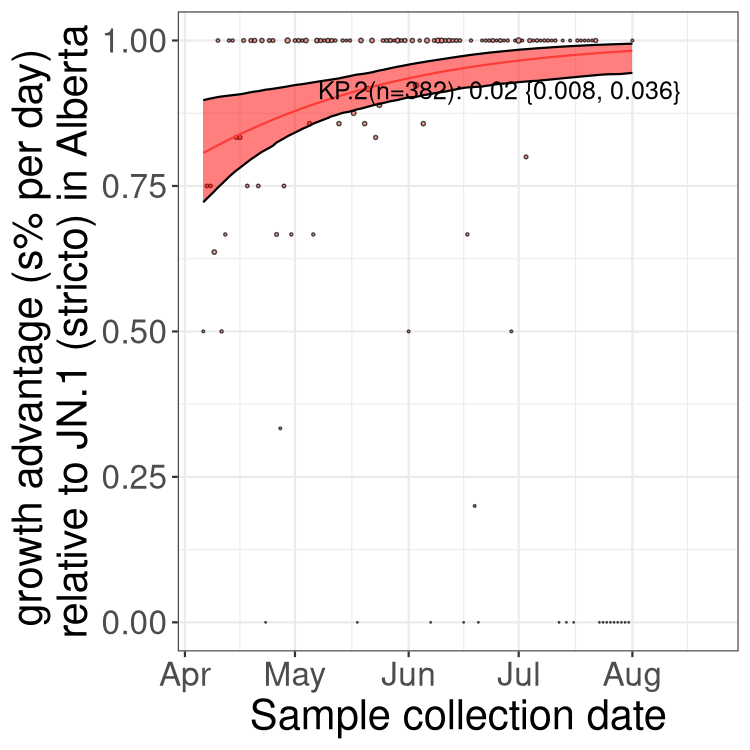 growth advantage (s% per day)
relative to JN.1 (stricto) in Alberta
1.00
0.75
0.50
0.25
0.00
KP.2(n=382): 0.02 {0.008, 0.036}
Apr May Jun Jul Aug
Sample collection date